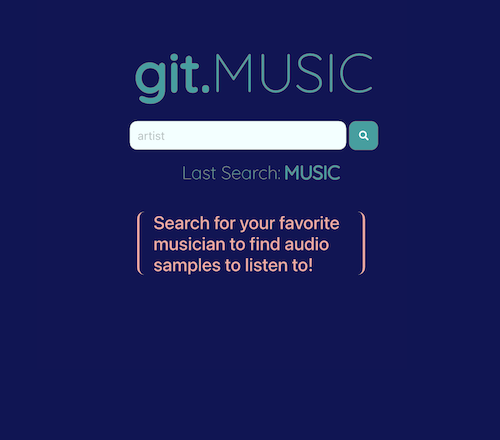 git.MUSIC
artist
Last Search: MUSIC
Search for your favorite
musician to find audio
samples to listen to!